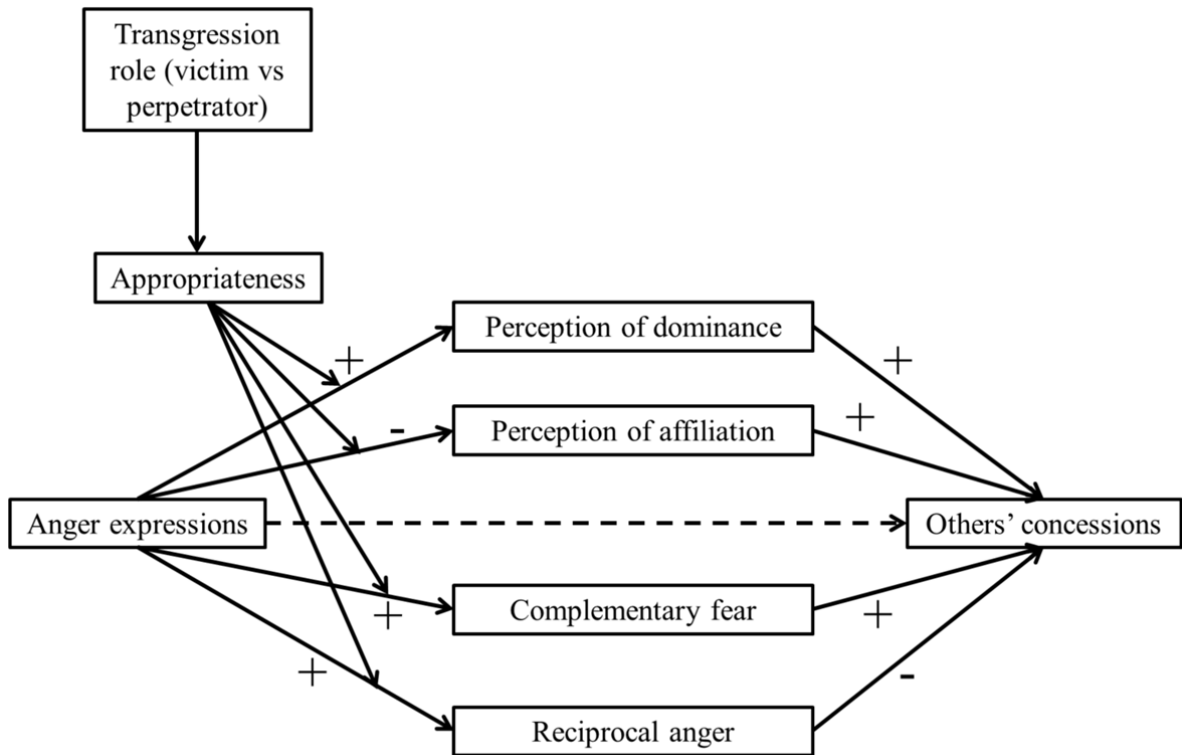 Transgression
role (victim vs
perpetrator)
Appropriateness
Perception of dominance
+
+
Perception of affiliation
-
+
Anger expressions
Others’ concessions
Complementary fear
+
+
+
-
Reciprocal anger